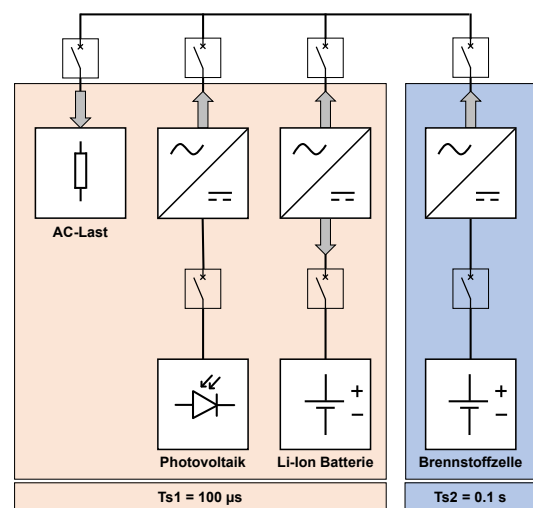 AC-Last
Photovoltaik
Li-Ion Batterie
Brennstoffzelle
Ts1 = 100 µs
Ts2 = 0.1 s